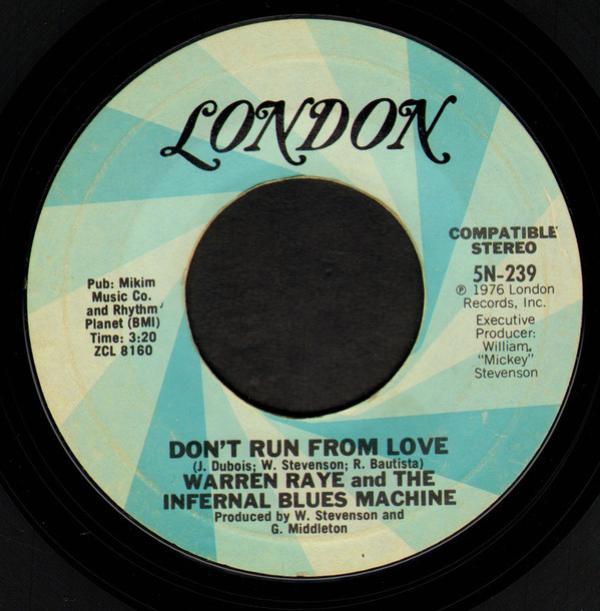 LONDON
COMPATIBLE
STEREO
5N-239
℗ 1976 London
Records, Inc.
Executive
Producer:
William,
"Mickey"
Stevenson
Pub: Mikim
Music Co.
and Rhythm'
Planet (BMI)
Time: 3:20
ZCL 8160
DON'T RUN FROM LOVE
(J. Dubois; W. Stevenson; R. Bautista)
WARREN RAYE and THE
INFERNAL BLUES MACHINE
Produced by W. Stevenson and
G. Middleton